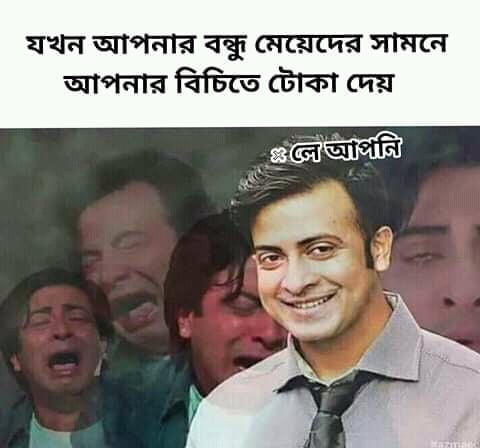 যখন আপনার বন্ধু মেয়েদের সামনে
আপনার বিচিতে টোকা দেয়
× লে আপনি